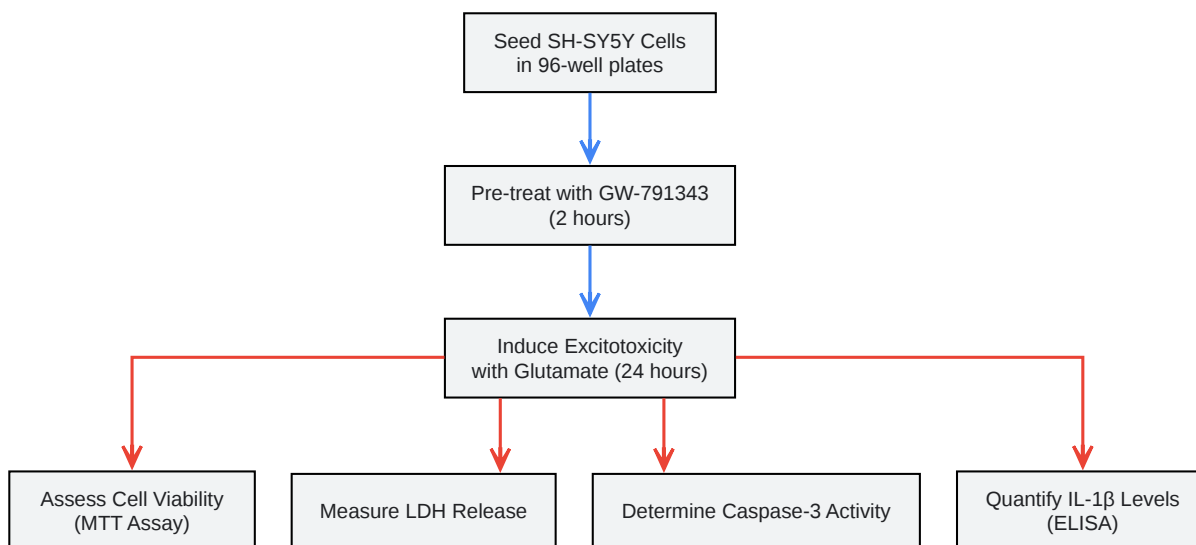 Seed SH-SY5Y Cells
in 96-well plates
Pre-treat with GW-791343
(2 hours)
Induce Excitotoxicity
with Glutamate (24 hours)
Assess Cell Viability
(MTT Assay)
Measure LDH Release
Determine Caspase-3 Activity
Quantify IL-1β Levels
(ELISA)